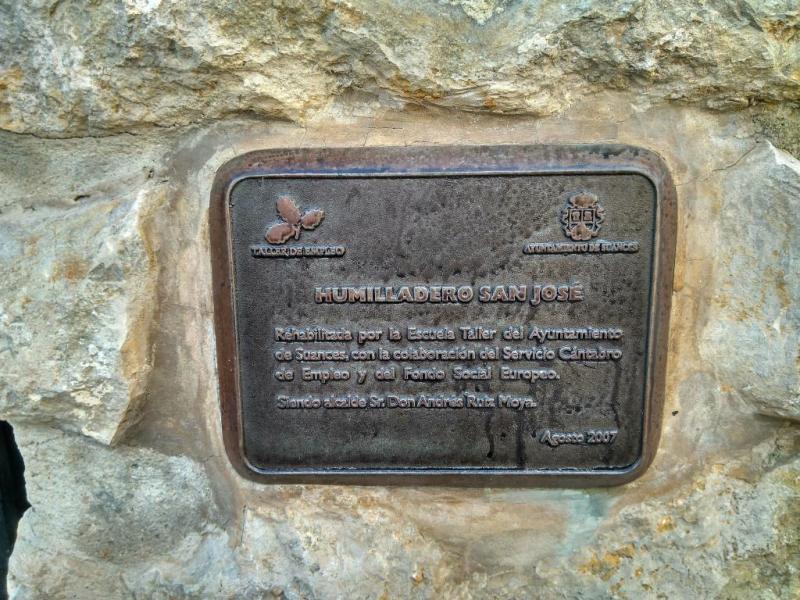 TALLER DE EMPLEO
AYUNTAMIENTO DE SUANCES
HUMILLADERO SAN JOSÉ
Rehabilitada por la Escuela Taller del Ayuntamiento
de Suances, con la colaboración del Servicio Cántabro
de Empleo y del Fondo Social Europeo.
Siendo alcalde Sr. Don Andrés Ruiz Moya.
Agosto 2007